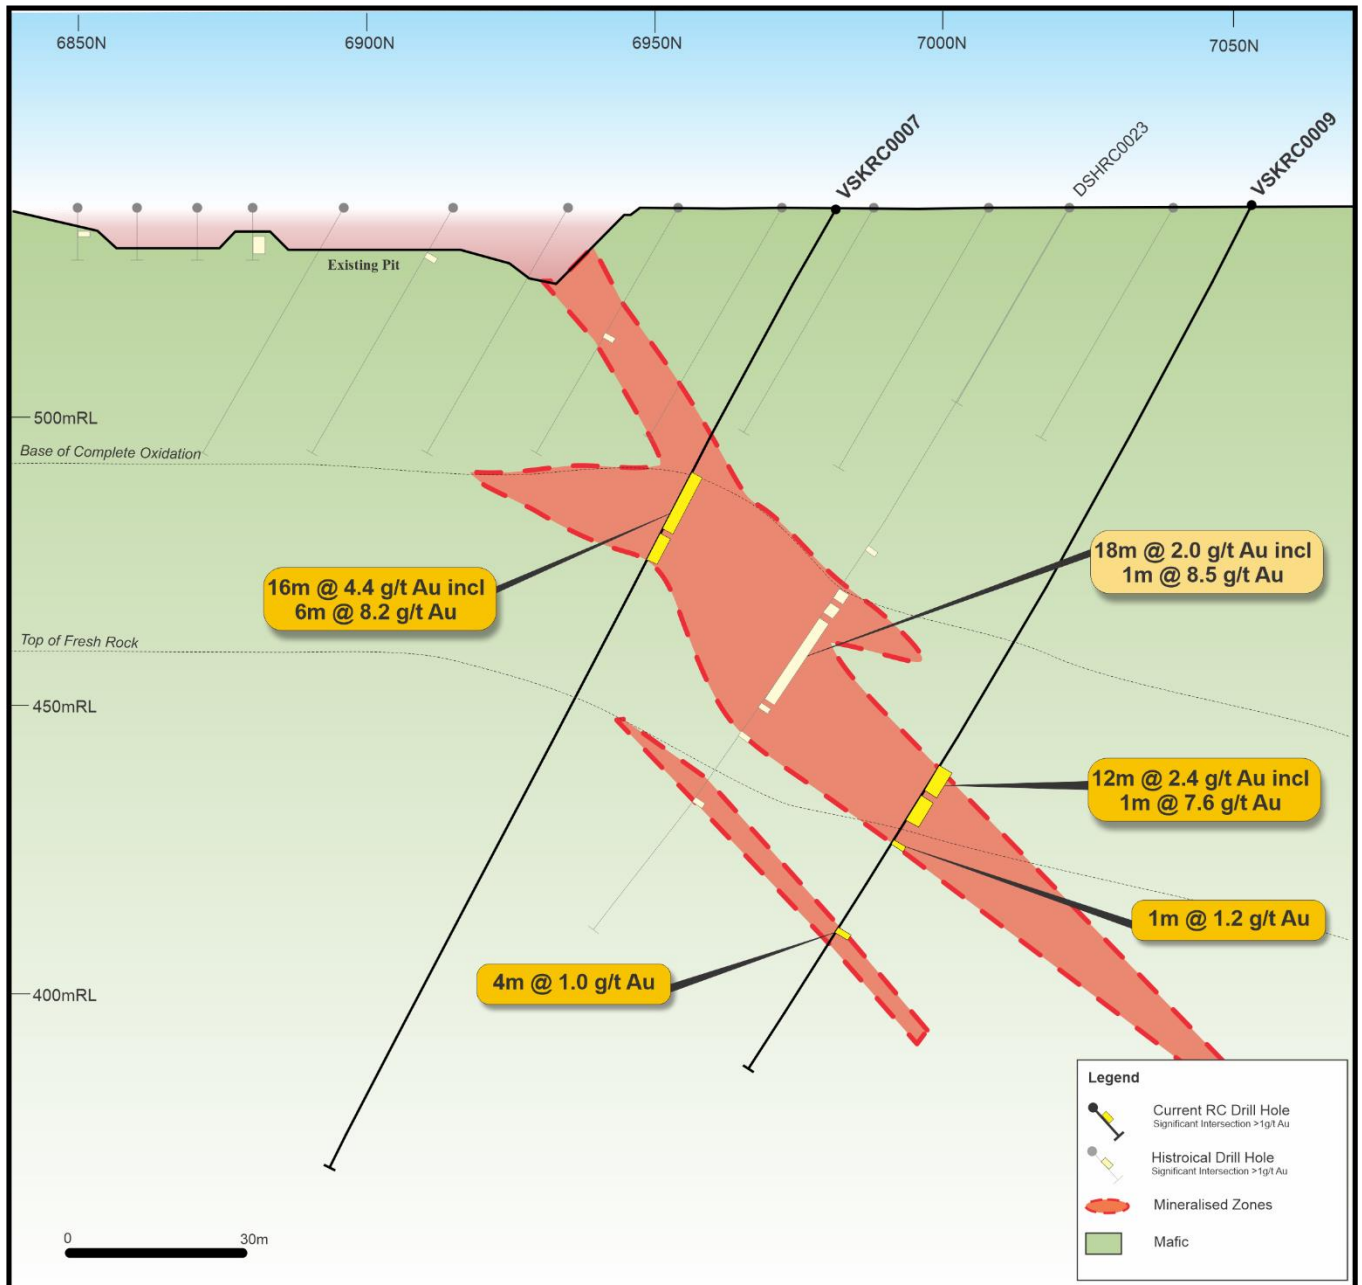 6850N
6900N
6950N
7000N
7050N
VSKRC0007
DSHRC0023
VSKRC0009
Existing Pit
500mRL
Base of Complete Oxidation
18m @ 2.0 g/t Au incl
1m @ 8.5 g/t Au
16m @ 4.4 g/t Au incl
6m @ 8.2 g/t Au
Top of Fresh Rock
450mRL
12m @ 2.4 g/t Au incl
1m @ 7.6 g/t Au
1m @ 1.2 g/t Au
4m @ 1.0 g/t Au
400mRL
Legend
Current RC Drill Hole
Significant Intersection >1g/t Au
Histroical Drill Hole
Significant Intersection >1g/t Au
Mineralised Zones
Mafic
0 30m